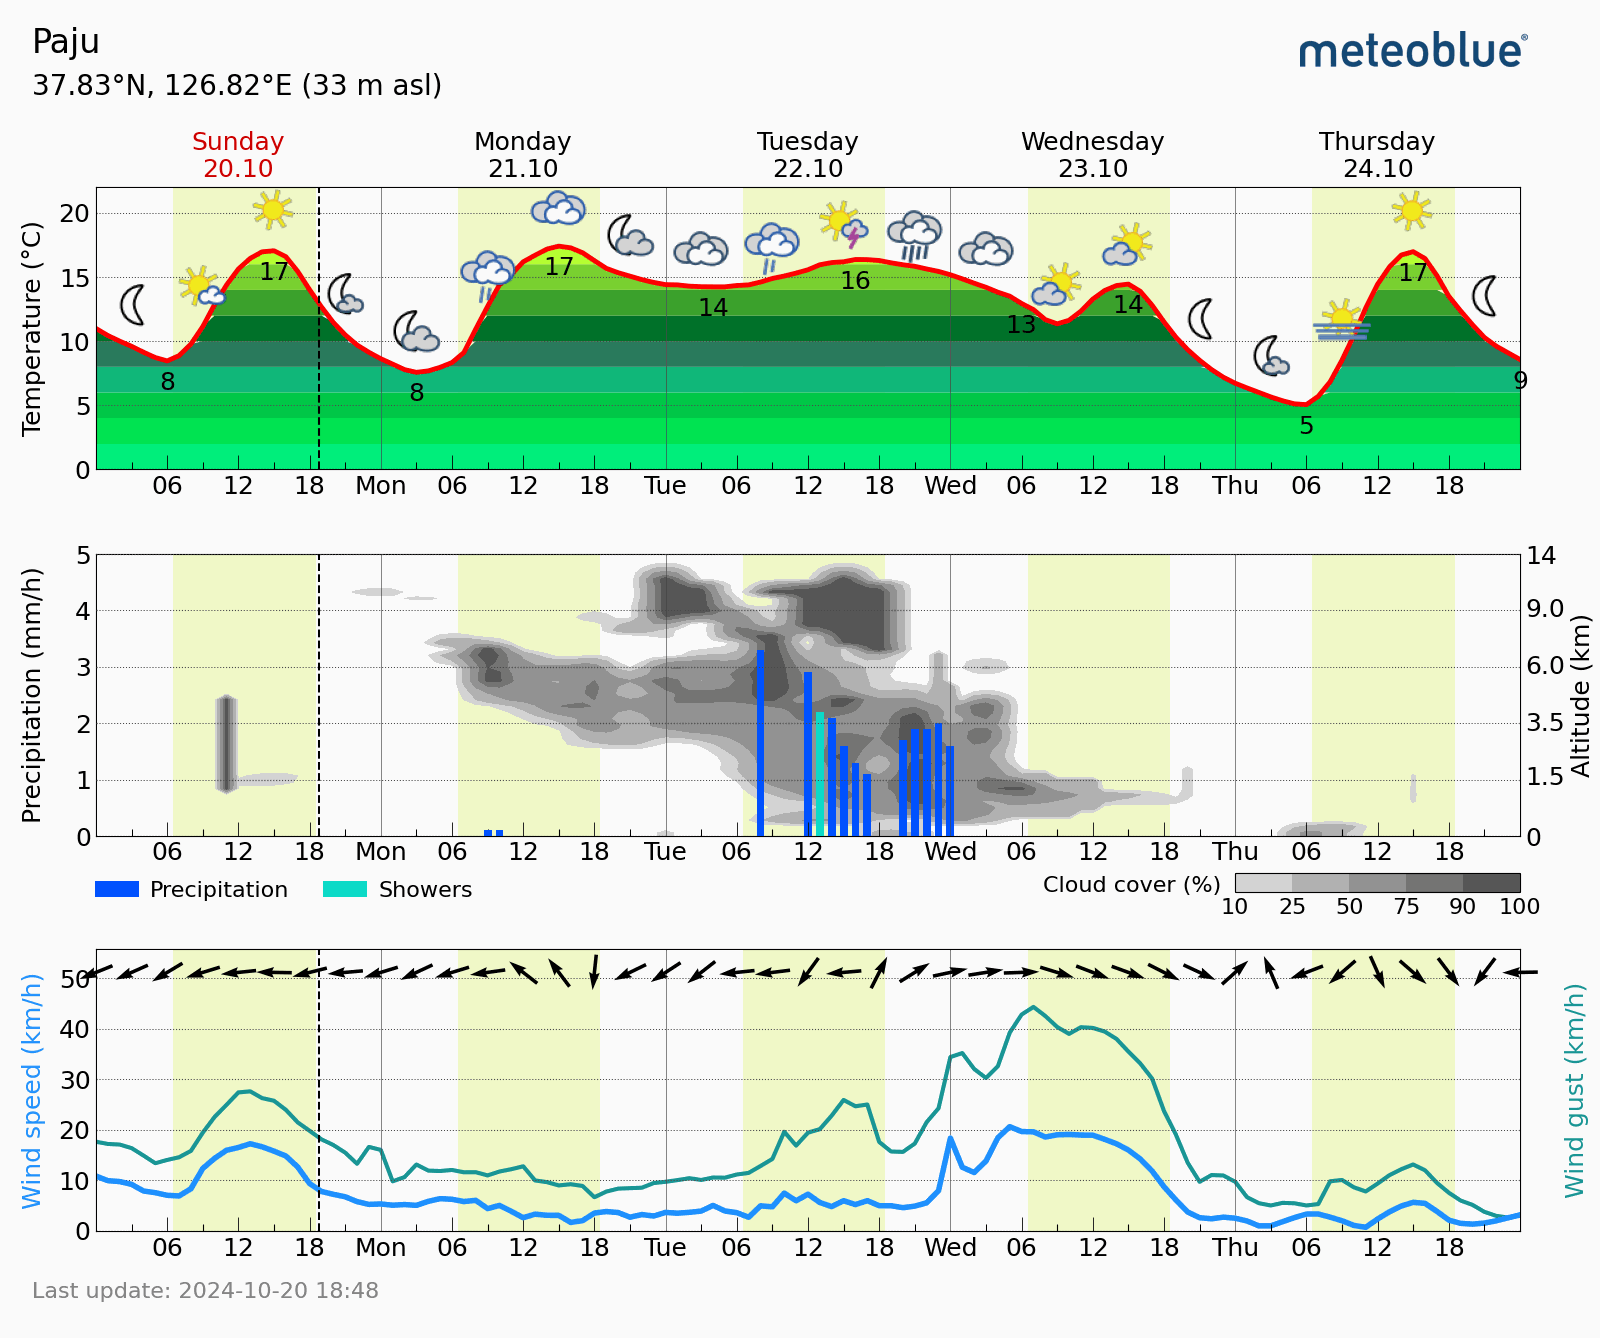 Paju
meteoblue®
37.83°N, 126.82°E (33 m asl)
Sunday Monday Tuesday Wednesday Thursday
20.10 21.10 22.10 23.10 24.10
Temperature (°C)
20
15
10
5
0
17 17 14 16 13 14 17
8 8 5 9
06 12 18 Mon 06 12 18 Tue 06 12 18 Wed 06 12 18 Thu 06 12 18
Precipitation (mm/h)
5
4
3
2
1
0
14
9.0
6.0
3.5
1.5
0
Altitude (km)
06 12 18 Mon 06 12 18 Tue 06 12 18 Wed 06 12 18 Thu 06 12 18
Precipitation Showers Cloud cover (%)
10 25 50 75 90 100
Wind speed (km/h)
50
40
30
20
10
0
Wind gust (km/h)
06 12 18 Mon 06 12 18 Tue 06 12 18 Wed 06 12 18 Thu 06 12 18
Last update: 2024-10-20 18:48